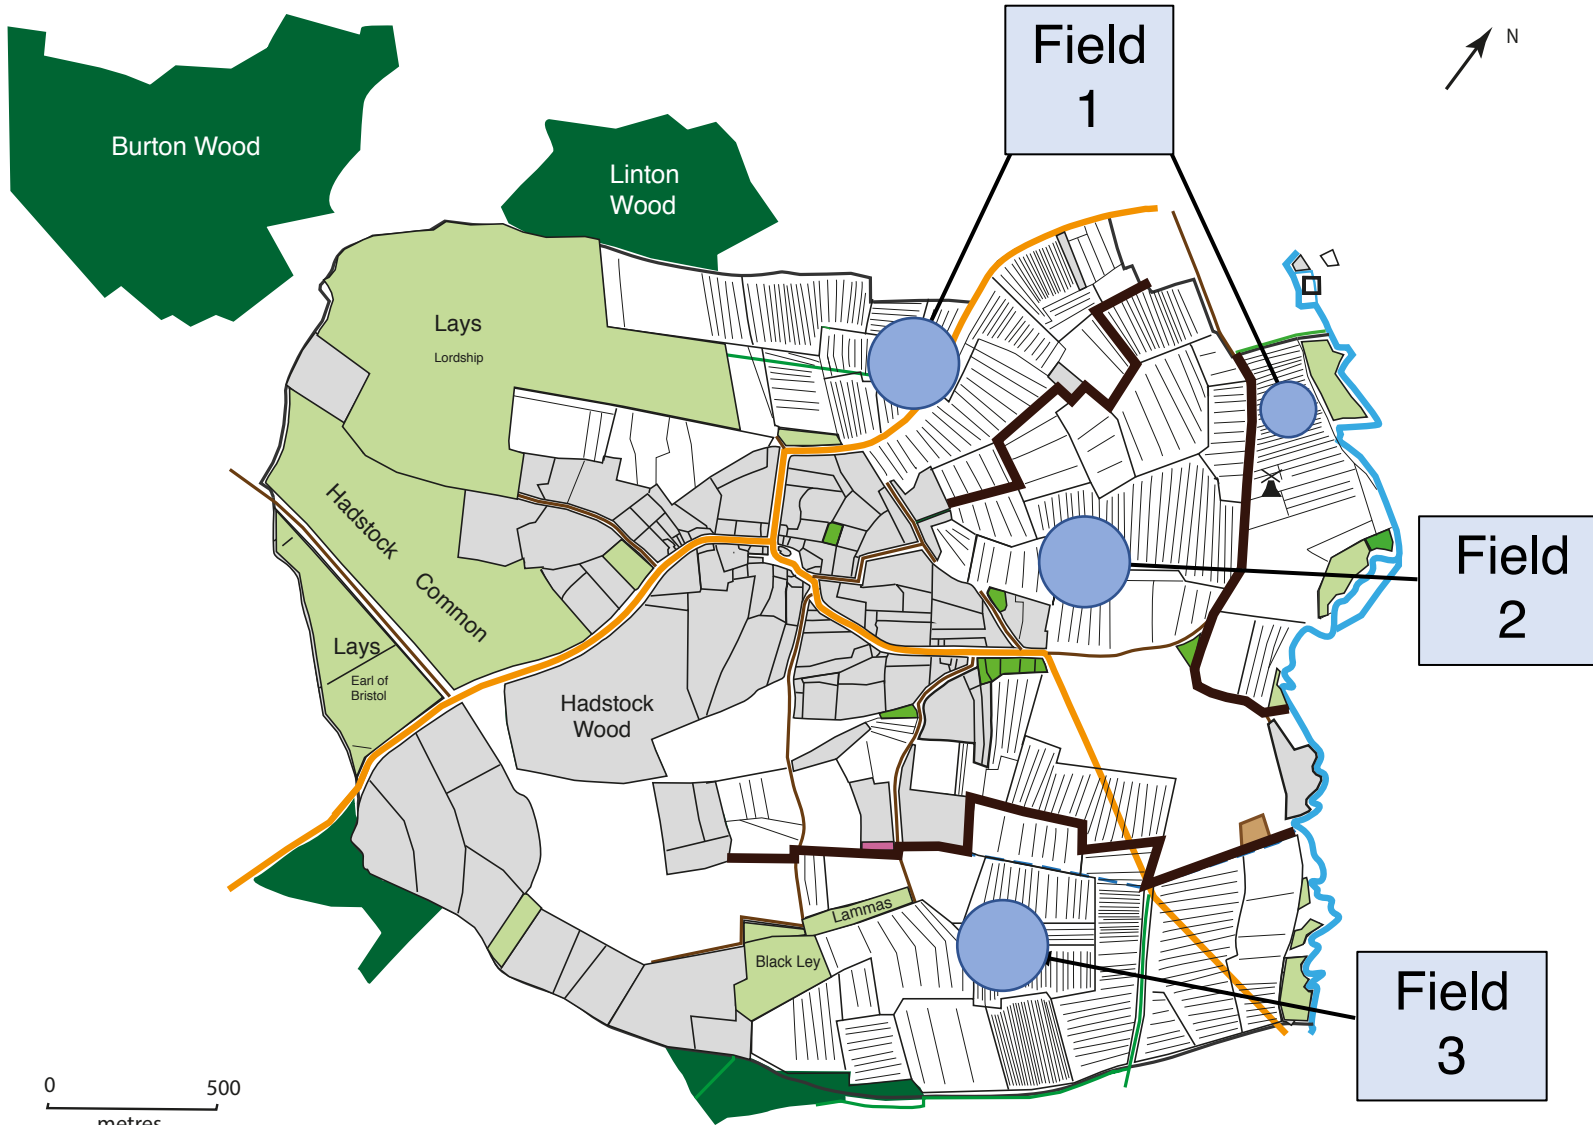 Field
1
N
Burton Wood
Linton
Wood
Lays
Lordship
Hadstock
Common
Lays
Earl of
Bristol
Hadstock
Wood
Field
2
Lammas
Black Ley
Field
3
0 500
metres